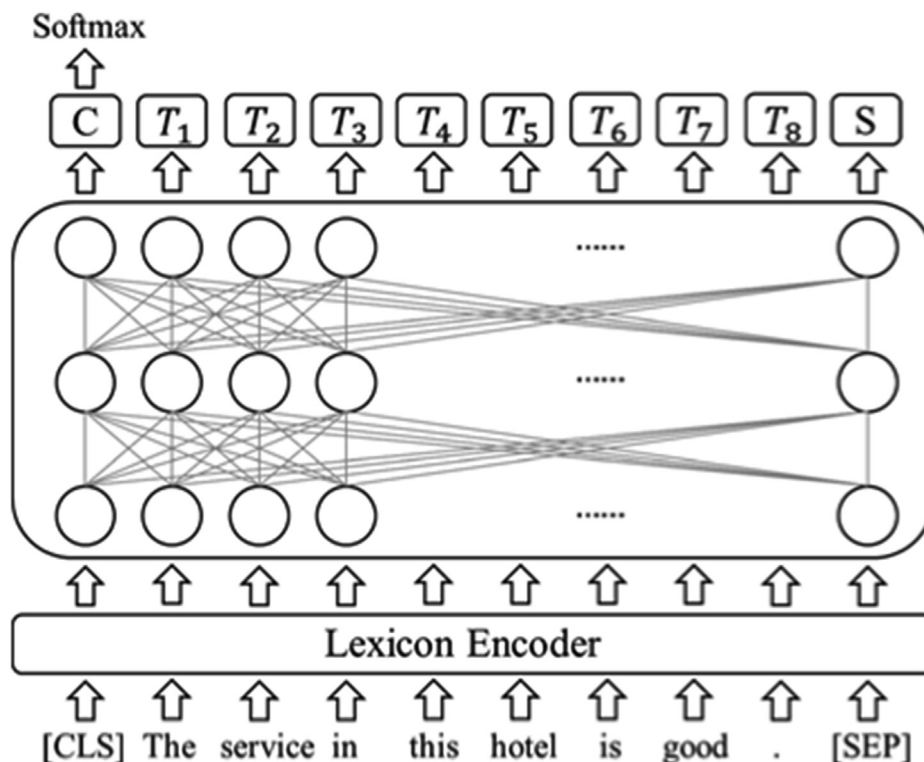 Softmax
C T₁ T₂ T₃ T₄ T₅ T₆ T₇ T₈ S
......
......
......
Lexicon Encoder
[CLS] The service in this hotel is good . [SEP]